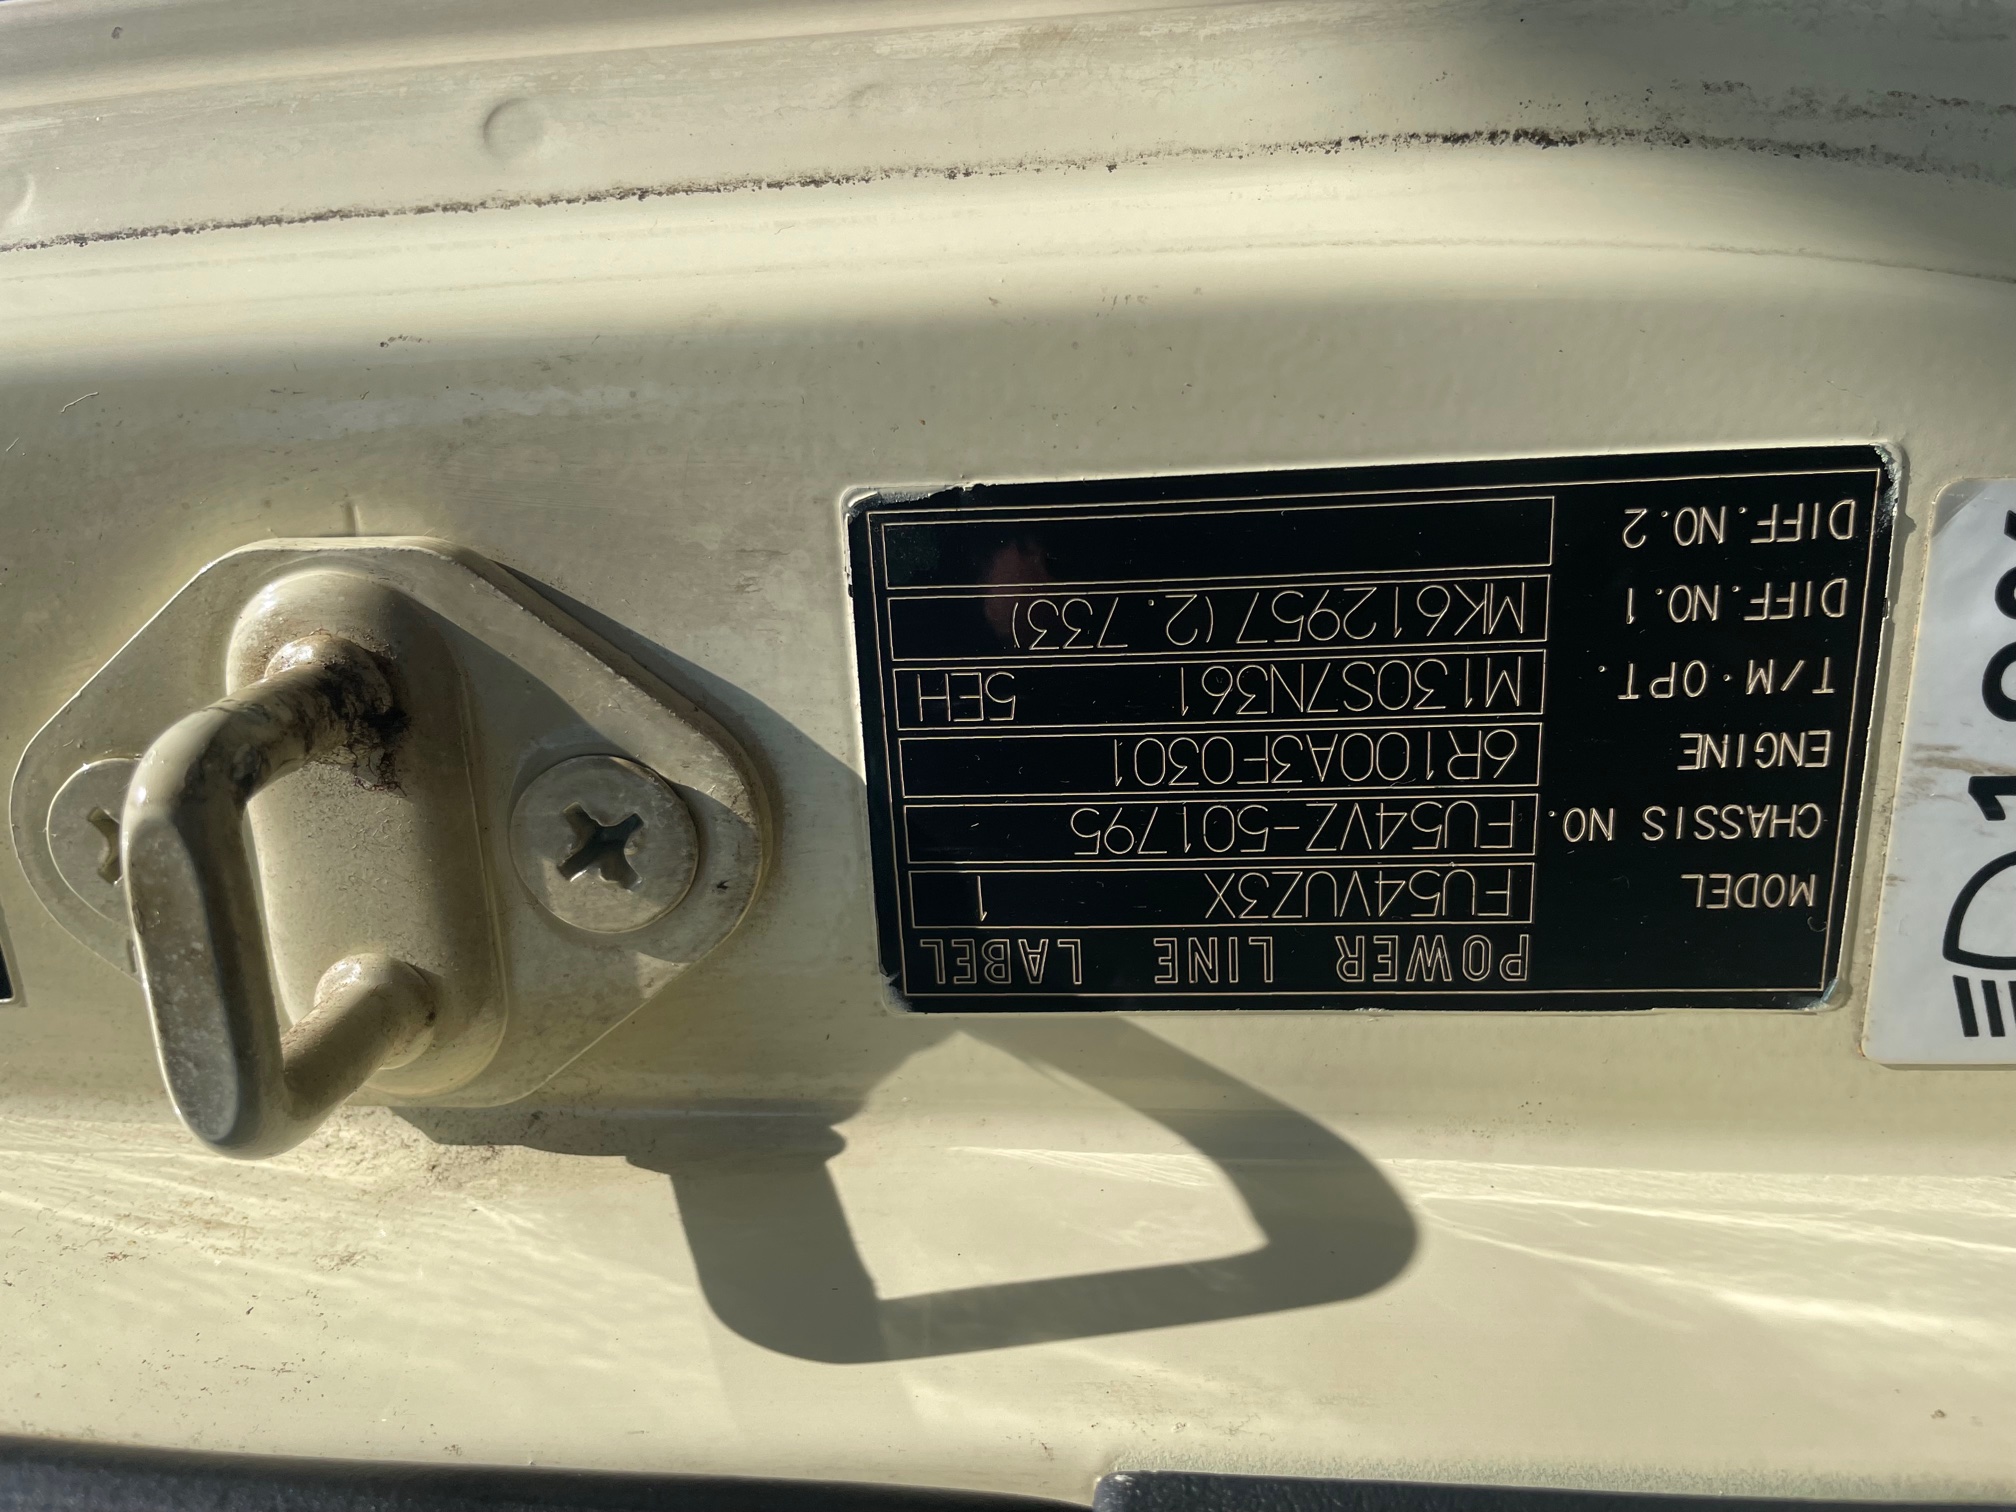 POWER LINE LABEL
MODEL FU54VUZ3X 1
CHASSIS NO. FU54VZ-501795
ENGINE 6R100A3F0301
T/M.OPT. M130S7N361 5EH
DIFF.NO.1 MK612957(2.733)
DIFF.NO.2